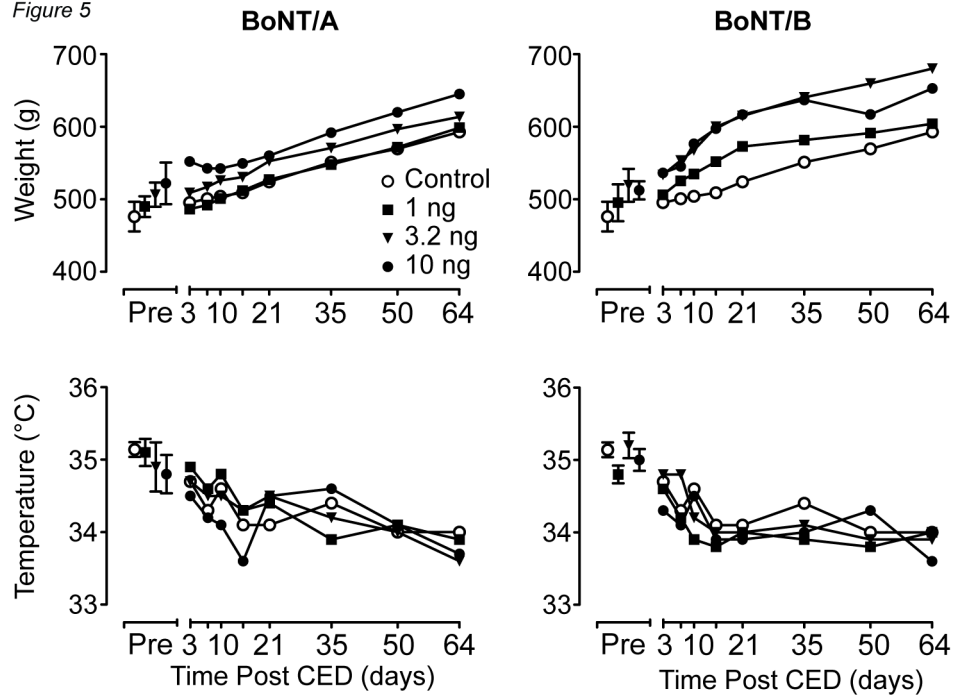 Figure 5
BoNT/A
BoNT/B
Weight (g)
700
600
500
400
Control
1 ng
3.2 ng
10 ng
Pre 3 10 21 35 50 64
700
600
500
400
Pre 3 10 21 35 50 64
Temperature (°C)
36
35
34
33
Pre 3 10 21 35 50 64
Time Post CED (days)
36
35
34
33
Pre 3 10 21 35 50 64
Time Post CED (days)